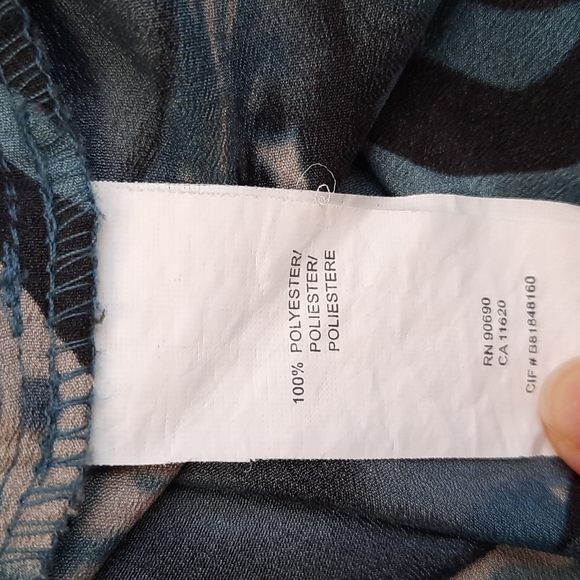 100% POLYESTER/
POLIESTER/
POLIESTERE
RN 90690
CA 11620
CIF # B81848160